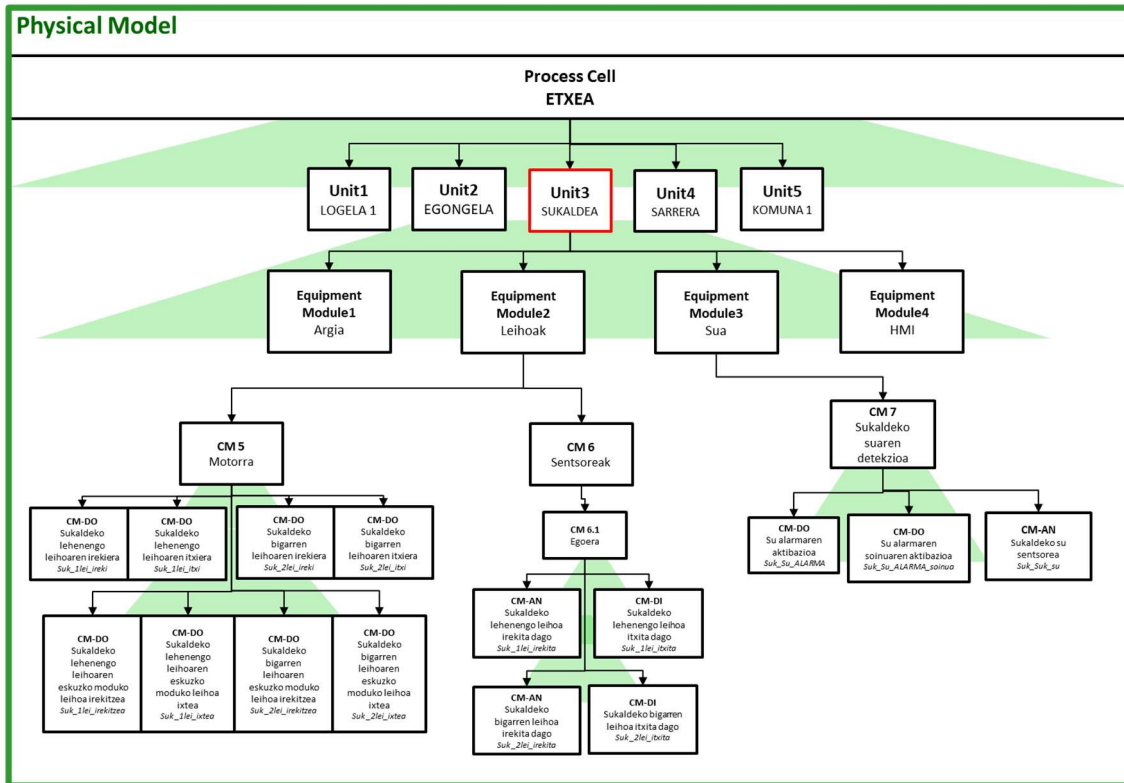 Physical Model
Process Cell
ETXEA
Unit1
LOGELA 1
Unit2
EGONGELA
Unit3
SUKALDEA
Unit4
SARRERA
Unit5
KOMUNA 1
Equipment
Module1
Argia
Equipment
Module2
Leihoak
Equipment
Module3
Sua
Equipment
Module4
HMI
CM 5
Motorra
CM 6
Sentsoreak
CM 7
Sukaldeko
suaren
detekzioa
CM-DO
Sukaldeko
lehenengo
leihoaren irekiera
Suk_1lei_ireki
CM-DO
Sukaldeko
lehenengo
leihoaren itxiera
Suk_1lei_itxi
CM-DO
Sukaldeko
bigarren
leihoaren irekiera
Suk_2lei_ireki
CM-DO
Sukaldeko
bigarren
leihoaren itxiera
Suk_2lei_itxi
CM 6.1
Egoera
CM-DO
Su alarmaren
aktibazioa
Suk_Su_ALARMA
CM-DO
Su alarmaren
soinuaren aktibazioa
Suk_Su_ALARMA_soinua
CM-AN
Sukaldeko su
sentsorea
Suk_Suk_su
CM-DO
Sukaldeko
lehenengo
leihoaren
eskuzko moduko
leihoa irekitzea
Suk_1lei_irekitzea
CM-DO
Sukaldeko
lehenengo
leihoaren eskuzko
moduko leihoa
ixtea
Suk_1lei_ixtea
CM-DO
Sukaldeko
bigarren
leihoaren
eskuzko moduko
leihoa irekitzea
Suk_2lei_irekitzea
CM-DO
Sukaldeko
bigarren
leihoaren eskuzko
moduko leihoa
ixtea
Suk_2lei_ixtea
CM-AN
Sukaldeko
lehenengo leihoa
irekita dago
Suk_1lei_irekita
CM-DI
Sukaldeko
lehenengo leihoa
itxita dago
Suk_1lei_itxita
CM-AN
Sukaldeko
bigarren leihoa
irekita dago
Suk_2lei_irekita
CM-DI
Sukaldeko bigarren
leihoa itxita dago
Suk_2lei_itxita